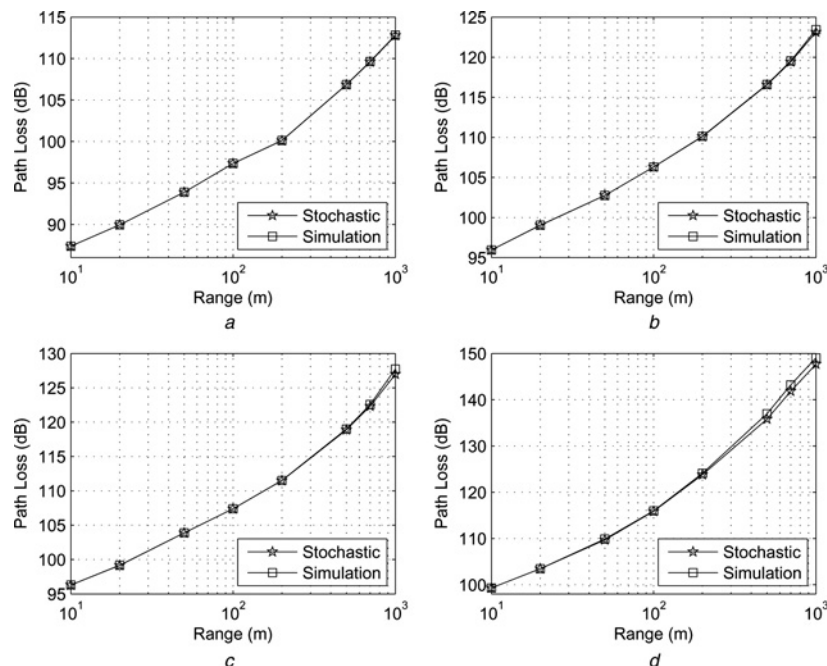 115
110
105
100
95
90
Path Loss (dB)
Stochastic
Simulation
10^1
10^2
10^3
Range (m)
a
125
120
115
110
105
100
95
Path Loss (dB)
Stochastic
Simulation
10^1
10^2
10^3
Range (m)
b
130
125
120
115
110
105
100
95
Path Loss (dB)
Stochastic
Simulation
10^1
10^2
10^3
Range (m)
c
150
140
130
120
110
100
Path Loss (dB)
Stochastic
Simulation
10^1
10^2
10^3
Range (m)
d